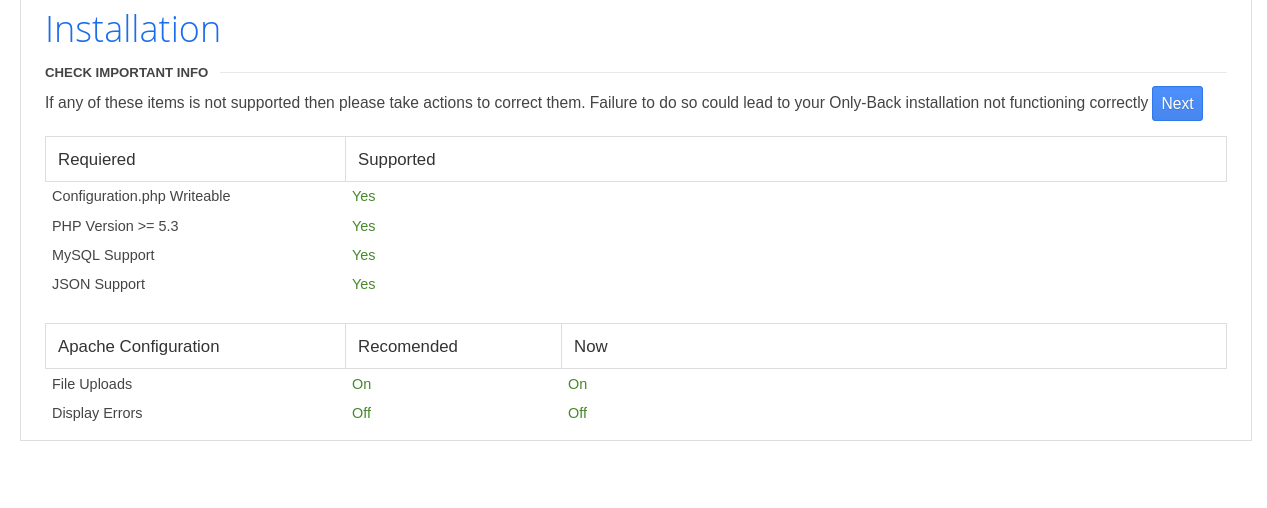 Installation
CHECK IMPORTANT INFO
If any of these items is not supported then please take actions to correct them. Failure to do so could lead to your Only-Back installation not functioning correctly Next
Requiered Supported
Configuration.php Writeable Yes
PHP Version >= 5.3 Yes
MySQL Support Yes
JSON Support Yes
Apache Configuration Recomended Now
File Uploads On On
Display Errors Off Off